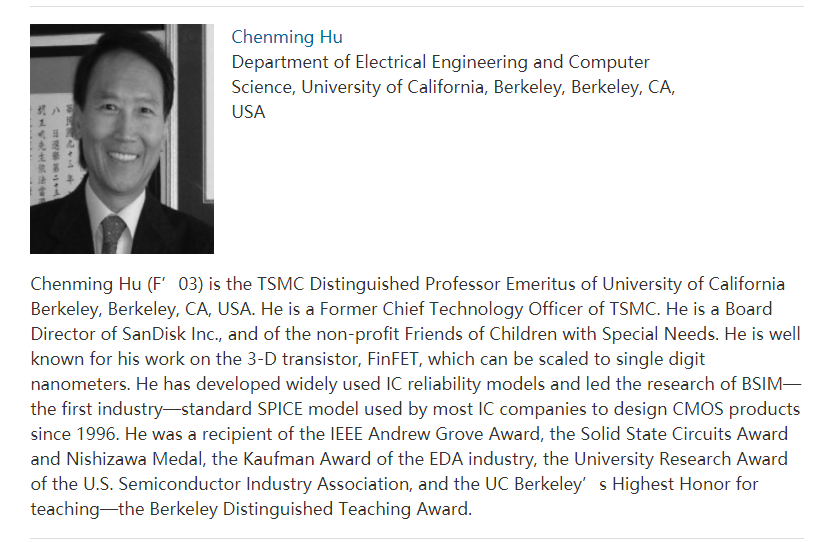 Chenming Hu
Department of Electrical Engineering and Computer
Science, University of California, Berkeley, Berkeley, CA,
USA
Chenming Hu (F’03) is the TSMC Distinguished Professor Emeritus of University of California
Berkeley, Berkeley, CA, USA. He is a Former Chief Technology Officer of TSMC. He is a Board
Director of SanDisk Inc., and of the non-profit Friends of Children with Special Needs. He is well
known for his work on the 3-D transistor, FinFET, which can be scaled to single digit
nanometers. He has developed widely used IC reliability models and led the research of BSIM—
the first industry—standard SPICE model used by most IC companies to design CMOS products
since 1996. He was a recipient of the IEEE Andrew Grove Award, the Solid State Circuits Award
and Nishizawa Medal, the Kaufman Award of the EDA industry, the University Research Award
of the U.S. Semiconductor Industry Association, and the UC Berkeley’s Highest Honor for
teaching—the Berkeley Distinguished Teaching Award.